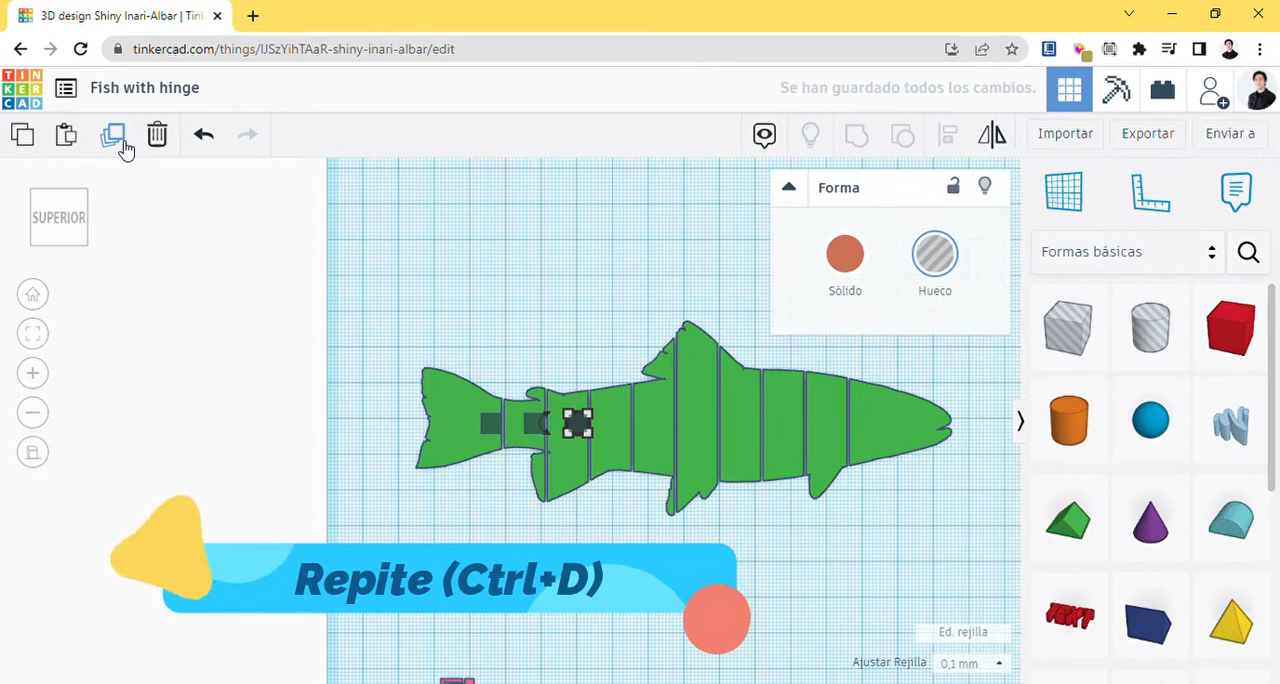 3D design Shiny Inari-Albar | Tink
tinkercad.com/things/lJSzYihTAaR-shiny-inari-albar/edit
TIN
KER
CAD
Fish with hinge
Se han guardado todos los cambios.
Importar
Exportar
Enviar a
SUPERIOR
Forma
Sólido
Hueco
Formas básicas
TEXT
Repite (Ctrl+D)
Ed. rejilla
Ajustar Rejilla
0,1 mm